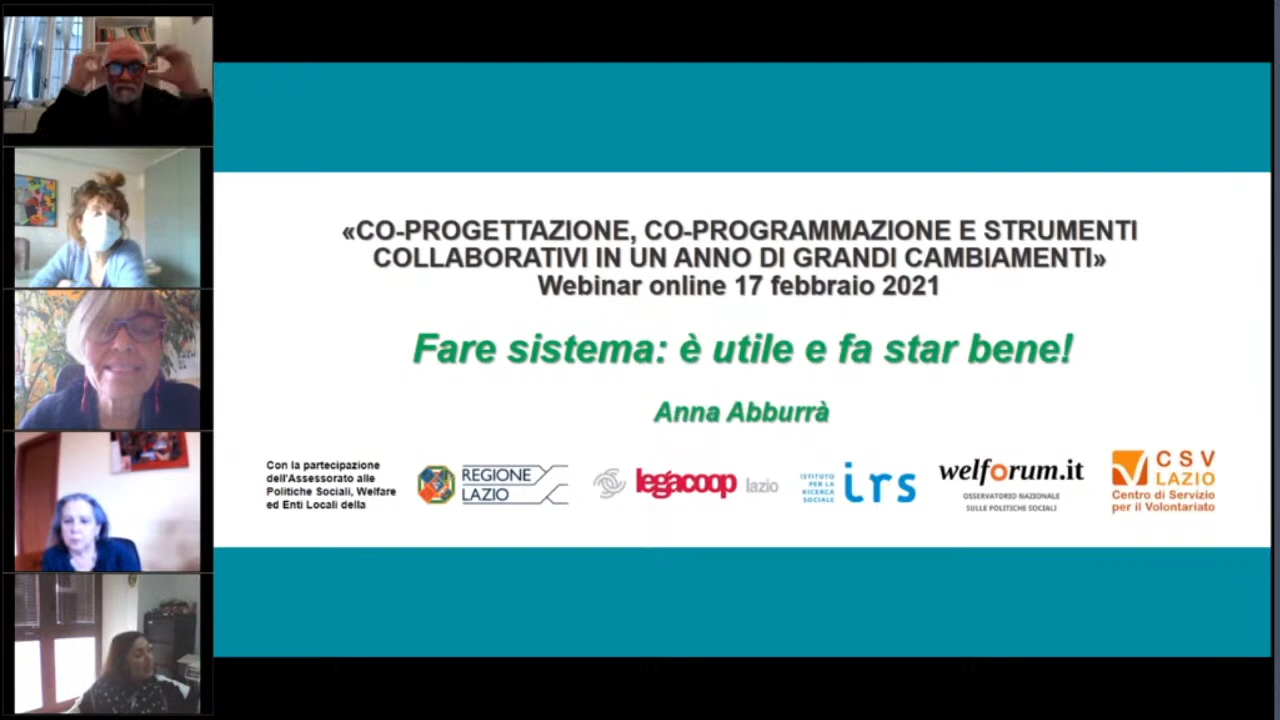 «CO-PROGETTAZIONE, CO-PROGRAMMAZIONE E STRUMENTI
COLLABORATIVI IN UN ANNO DI GRANDI CAMBIAMENTI»
Webinar online 17 febbraio 2021
Fare sistema: è utile e fa star bene!
Anna Abburrà
Con la partecipazione
dell'Assessorato alle
Politiche Sociali, Welfare
ed Enti Locali della
REGIONE
LAZIO
legacoop lazio
ISTITUTO
PER LA
RICERCA
SOCIALE
irs
welforum.it
OSSERVATORIO NAZIONALE
SULLE POLITICHE SOCIALI
CSV
LAZIO
Centro di Servizio
per il Volontariato